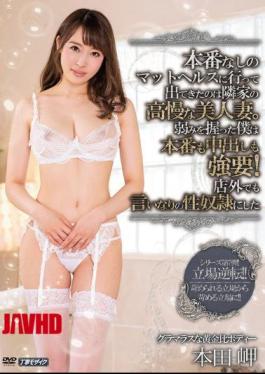 本番なしの
マットヘルスに行って
出てきたのは隣家の
高慢な美人妻。
弱みを握った僕は
本番も中出しも
強要！
店外でも
言いなりの性奴隷にした
立場逆転!!
グラマラスな黄金比ボディー
本田 岬
JAVHD
DVD